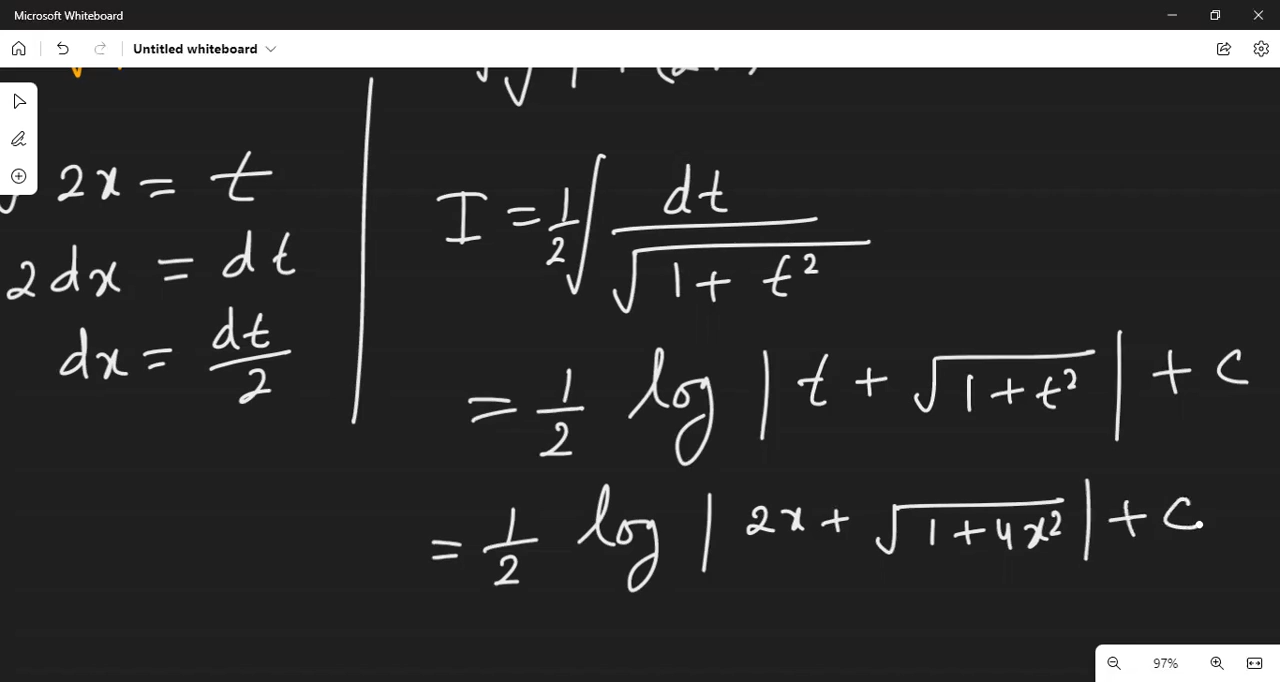 Microsoft Whiteboard
Untitled whiteboard
2x = t
2dx = dt
dx = dt/2
I = 1/2 ∫ dt/√(1 + t²)
= 1/2 log | t + √(1 + t²) | + c
= 1/2 log | 2x + √(1 + 4x²) | + c
97%